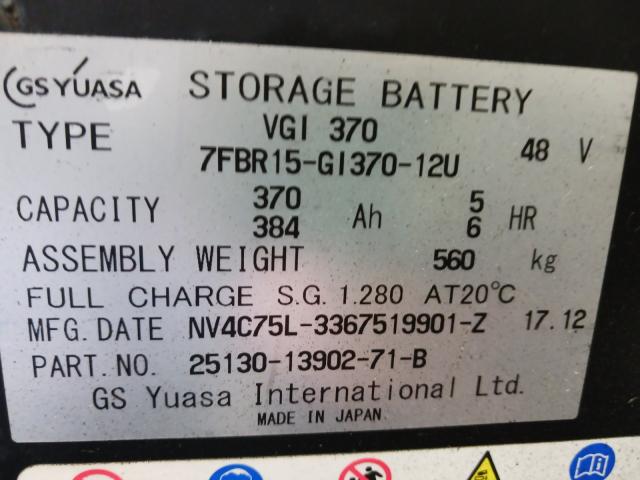 GS YUASA STORAGE BATTERY
TYPE VGI 370 48 V
7FBR15-GI370-12U
CAPACITY 370 Ah 5 HR
384 6
ASSEMBLY WEIGHT 560 kg
FULL CHARGE S.G. 1.280 AT20℃
MFG. DATE NV4C75L-3367519901-Z 17.12
PART. NO. 25130-13902-71-B
GS Yuasa International Ltd.
MADE IN JAPAN